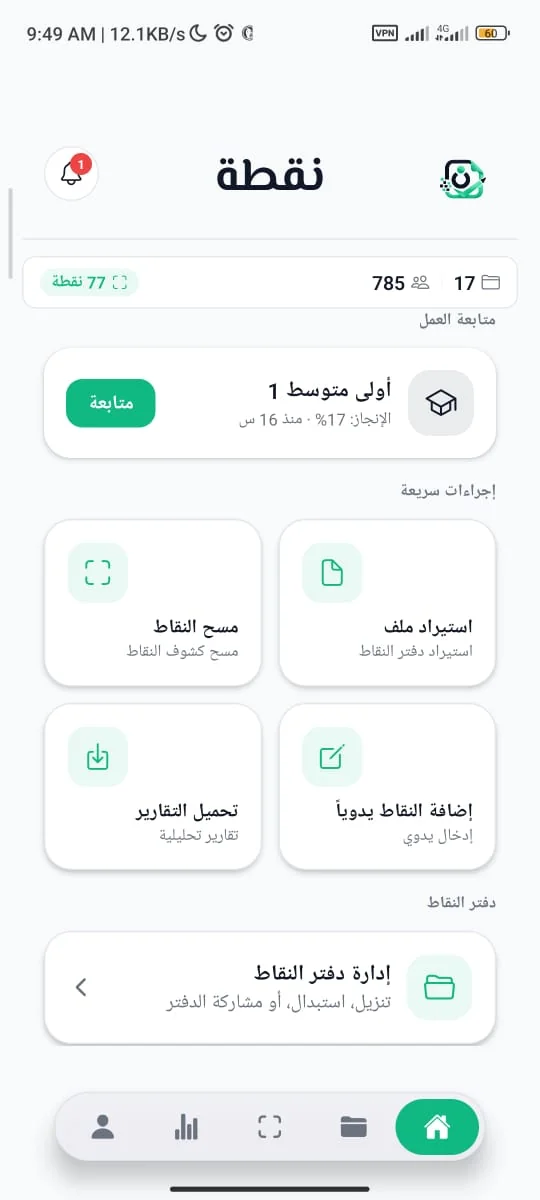 9:49 AM | 12.1KB/s
VPN 4G 60
1
نقطة
17 785 77 نقطة
متابعة العمل
أولى متوسط 1
الإنجاز: 17% · منذ 16 س
متابعة
إجراءات سريعة
استيراد ملف
استيراد دفتر النقاط
مسح النقاط
مسح كشوف النقاط
إضافة النقاط يدوياً
إدخال يدوي
تحميل التقارير
تقارير تحليلية
دفتر النقاط
إدارة دفتر النقاط
تنزيل، استبدال، أو مشاركة الدفتر